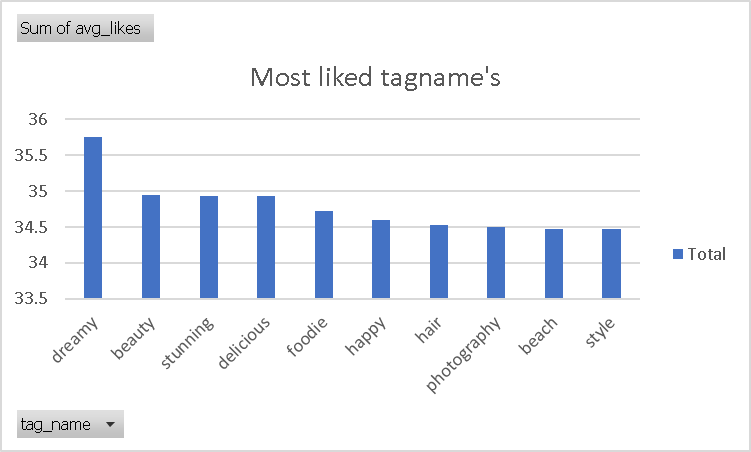 Sum of avg_likes
Most liked tagname's
36
35.5
35
34.5
34
33.5
dreamy
beauty
stunning
delicious
foodie
happy
hair
photography
beach
style
Total
tag_name